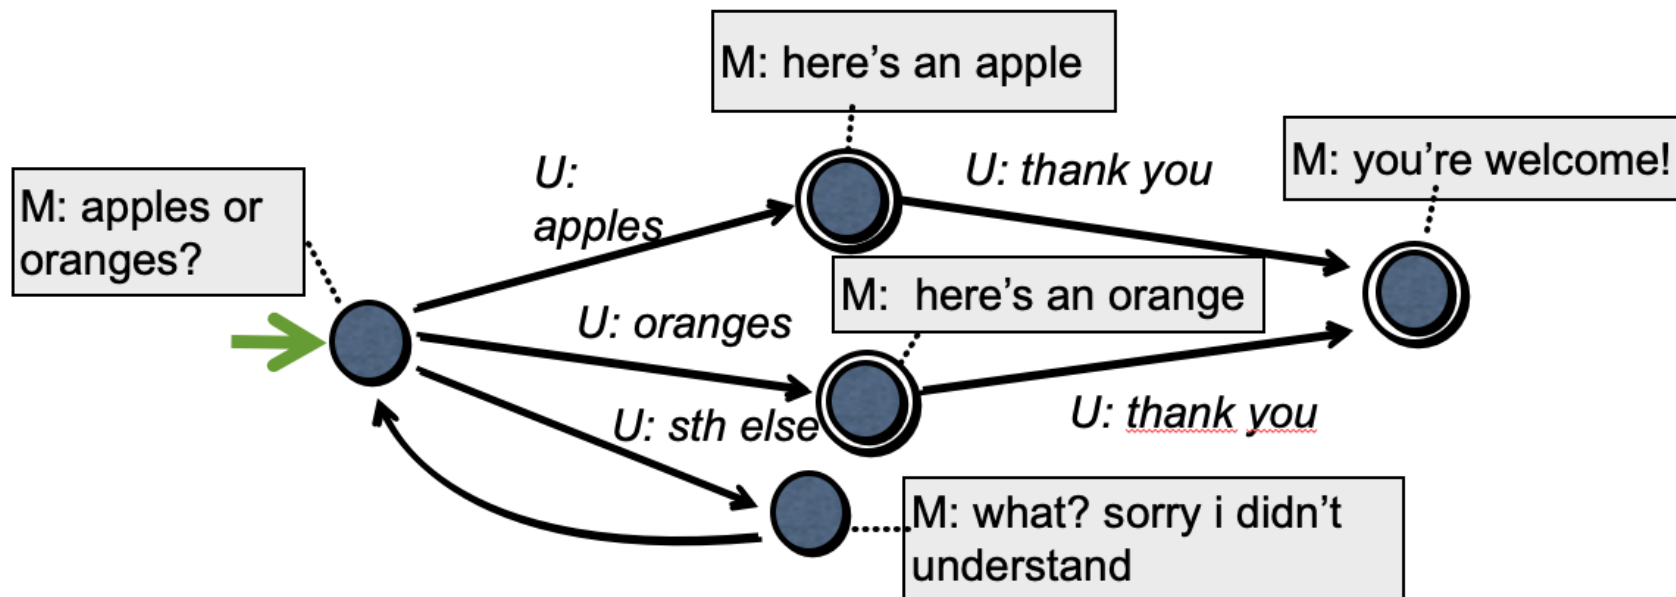 M: here’s an apple
M: you’re welcome!
U: thank you
U:
apples
M: apples or
oranges?
M:  here’s an orange
U: oranges
U: thank you
U: sth else
M: what? sorry i didn’t
understand